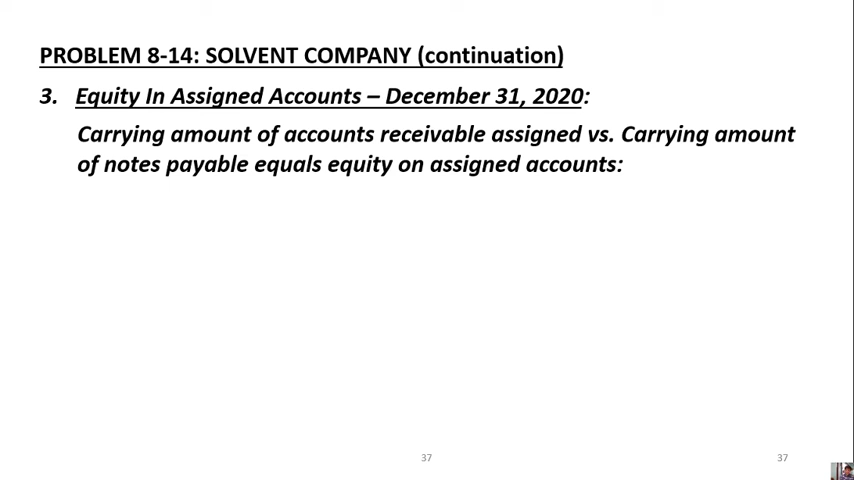 PROBLEM 8-14: SOLVENT COMPANY (continuation)
3. Equity In Assigned Accounts – December 31, 2020:
Carrying amount of accounts receivable assigned vs. Carrying amount
of notes payable equals equity on assigned accounts:
37
37